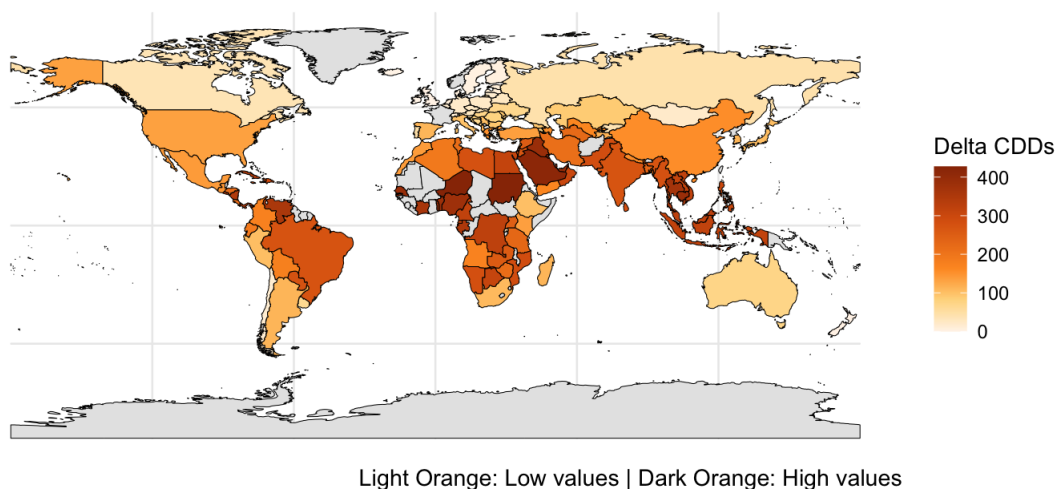 Delta CDDs
400
300
200
100
0
Light Orange: Low values | Dark Orange: High values